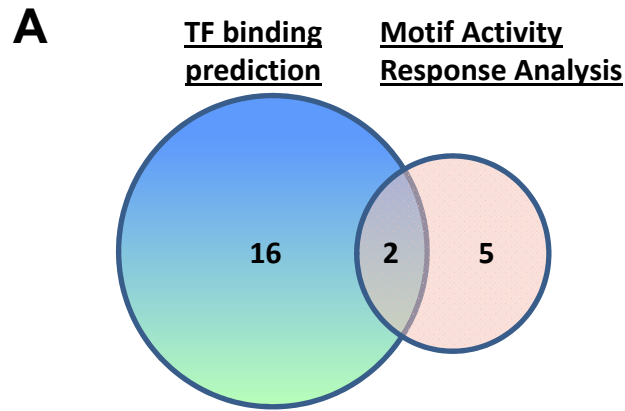 A
TF binding
prediction
Motif Activity
Response Analysis
16
2
5